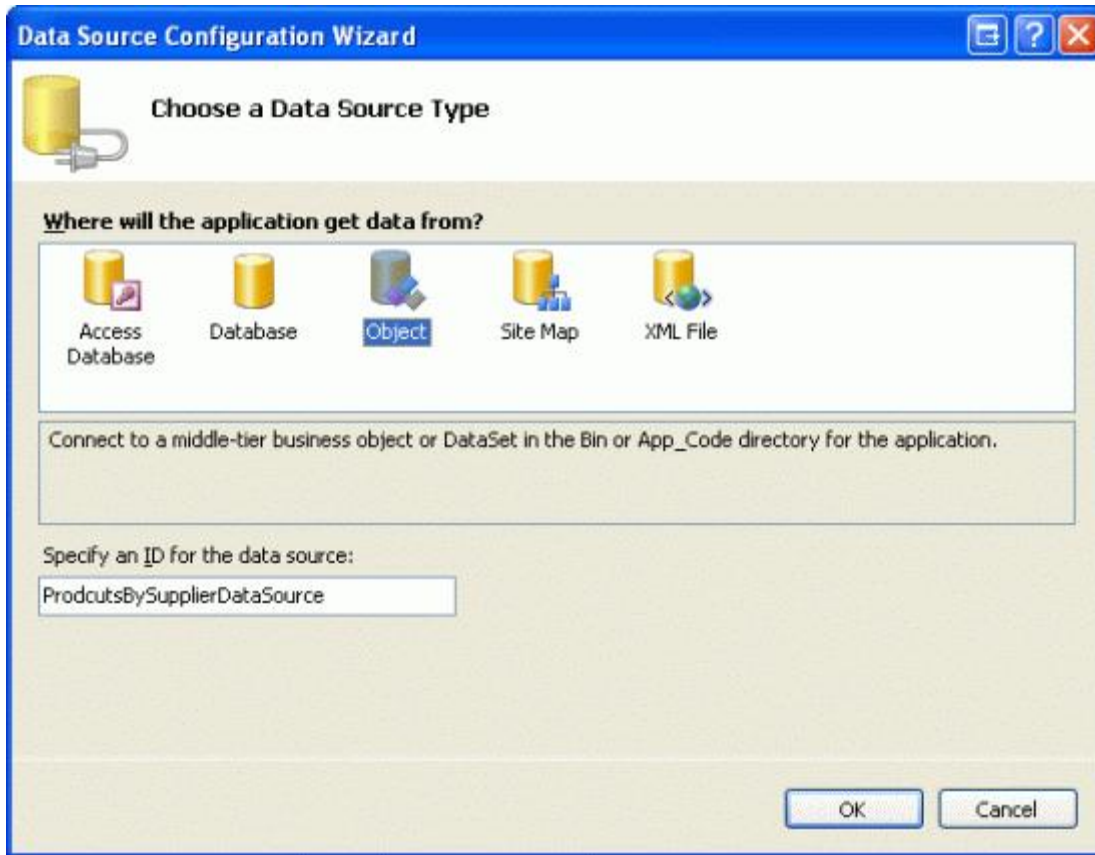 Data Source Configuration Wizard
Choose a Data Source Type
Where will the application get data from?
Access
Database
Database
Object
Site Map
XML File
Connect to a middle-tier business object or DataSet in the Bin or App_Code directory for the application.
Specify an ID for the data source:
ProdcutsBySupplierDataSource
OK
Cancel